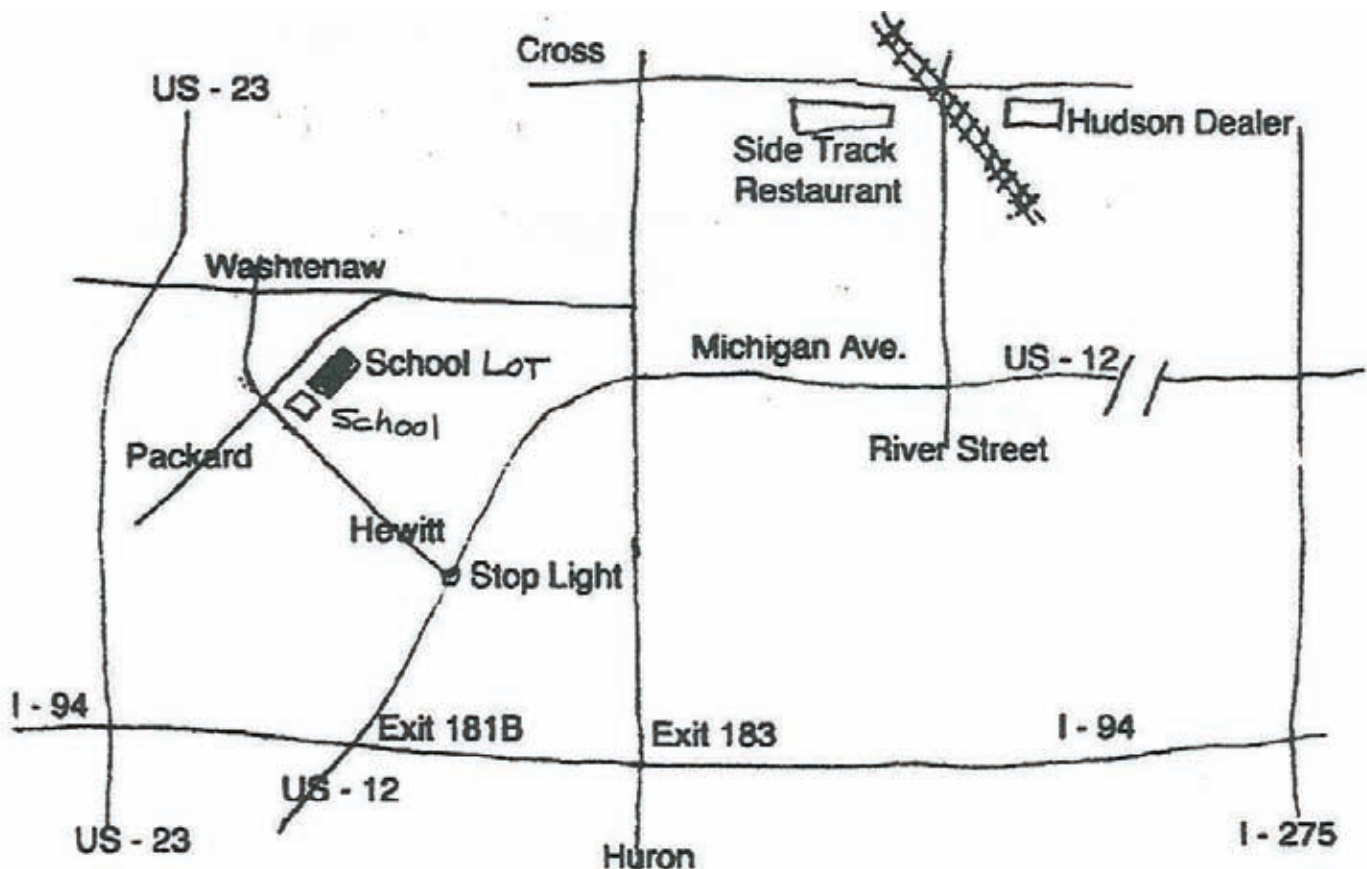 Cross
US - 23
Hudson Dealer
Side Track
Restaurant
Washtenaw
Michigan Ave.
US - 12
School LOT
School
River Street
Packard
Hewitt
Stop Light
I - 94
Exit 181B
Exit 183
I - 94
US - 12
US - 23
Huron
I - 275